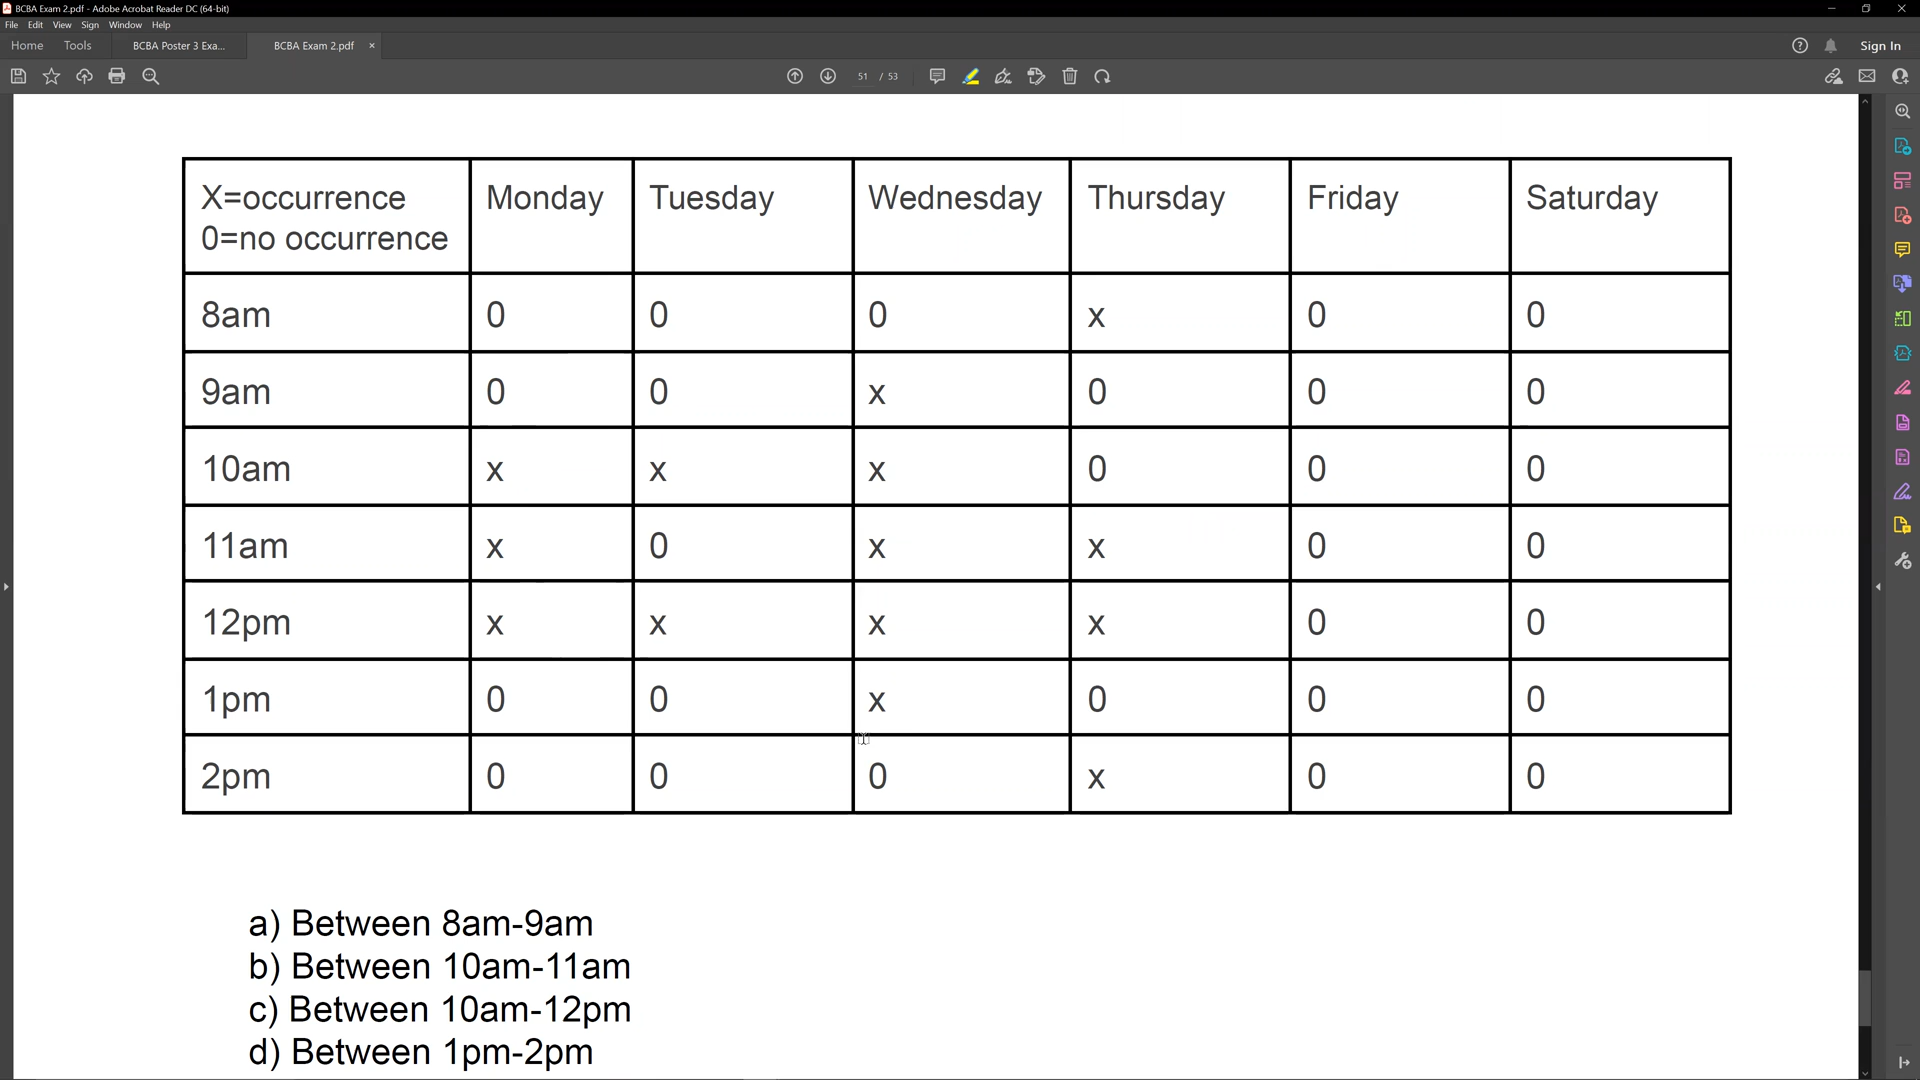 BCBA Exam 2.pdf - Adobe Acrobat Reader DC (64-bit)
File Edit View Sign Window Help
Home Tools BCBA Poster 3 Exa... BCBA Exam 2.pdf × Sign In
51 / 53
X=occurrence Monday Tuesday Wednesday Thursday Friday Saturday
0=no occurrence
8am 0 0 0 x 0 0
9am 0 0 x 0 0 0
10am x x x 0 0 0
11am x 0 x x 0 0
12pm x x x x 0 0
1pm 0 0 x 0 0 0
2pm 0 0 0 x 0 0
a) Between 8am-9am
b) Between 10am-11am
c) Between 10am-12pm
d) Between 1pm-2pm